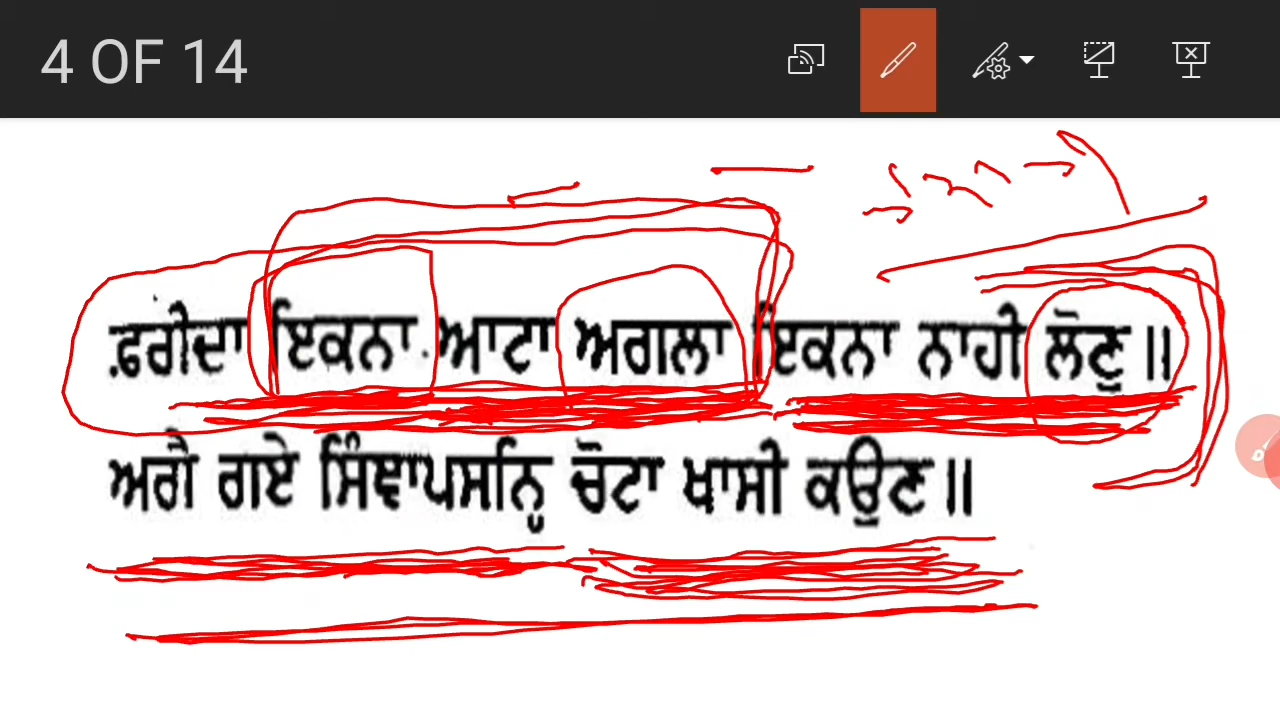 4 OF 14
ਫ਼ਰੀਦਾ ਇਕਨਾ ਆਟਾ ਅਗਲਾ ਇਕਨਾ ਨਾਹੀ ਲੋਣੁ ॥
ਅਗੈ ਗਏ ਸਿੰਞਾਪਸਨਿ੍ ਚੋਟਾ ਖਾਸੀ ਕਉਣ ॥